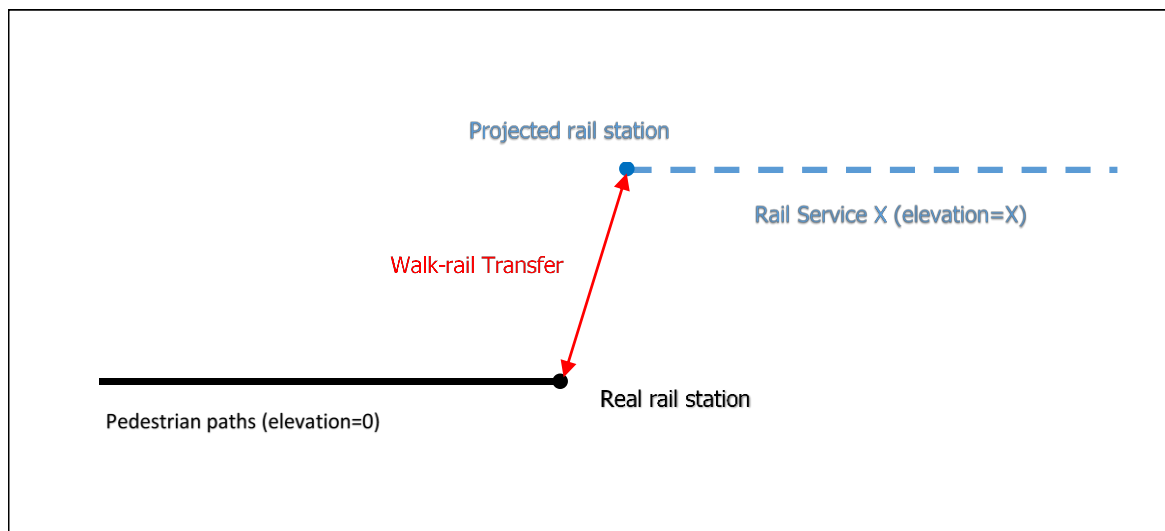 Projected rail station
Rail Service X (elevation=X)
Walk-rail Transfer
Real rail station
Pedestrian paths (elevation=0)